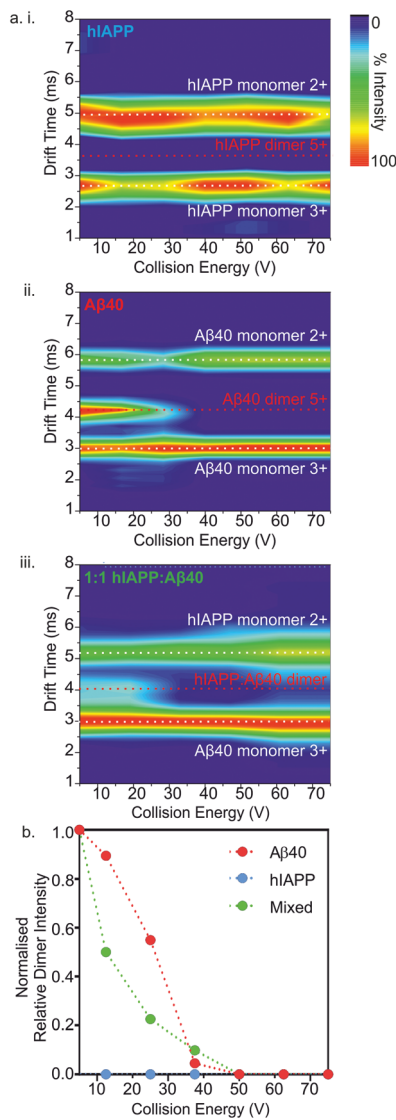 a. i.
hIAPP
hIAPP monomer 2+
hIAPP dimer 5+
hIAPP monomer 3+
8
7
6
5
4
3
2
1
Drift Time (ms)
10 20 30 40 50 60 70
Collision Energy (V)
0
% Intensity
100
ii.
Aβ40
Aβ40 monomer 2+
Aβ40 dimer 5+
Aβ40 monomer 3+
8
7
6
5
4
3
2
1
Drift Time (ms)
10 20 30 40 50 60 70
Collision Energy (V)
iii.
1:1 hIAPP:Aβ40
hIAPP monomer 2+
hIAPP:Aβ40 dimer
Aβ40 monomer 3+
8
7
6
5
4
3
2
1
Drift Time (ms)
10 20 30 40 50 60 70
Collision Energy (V)
b.
1.0
0.8
0.6
0.4
0.2
0.0
Normalised
Relative Dimer Intensity
Aβ40
hIAPP
Mixed
10 20 30 40 50 60 70
Collision Energy (V)